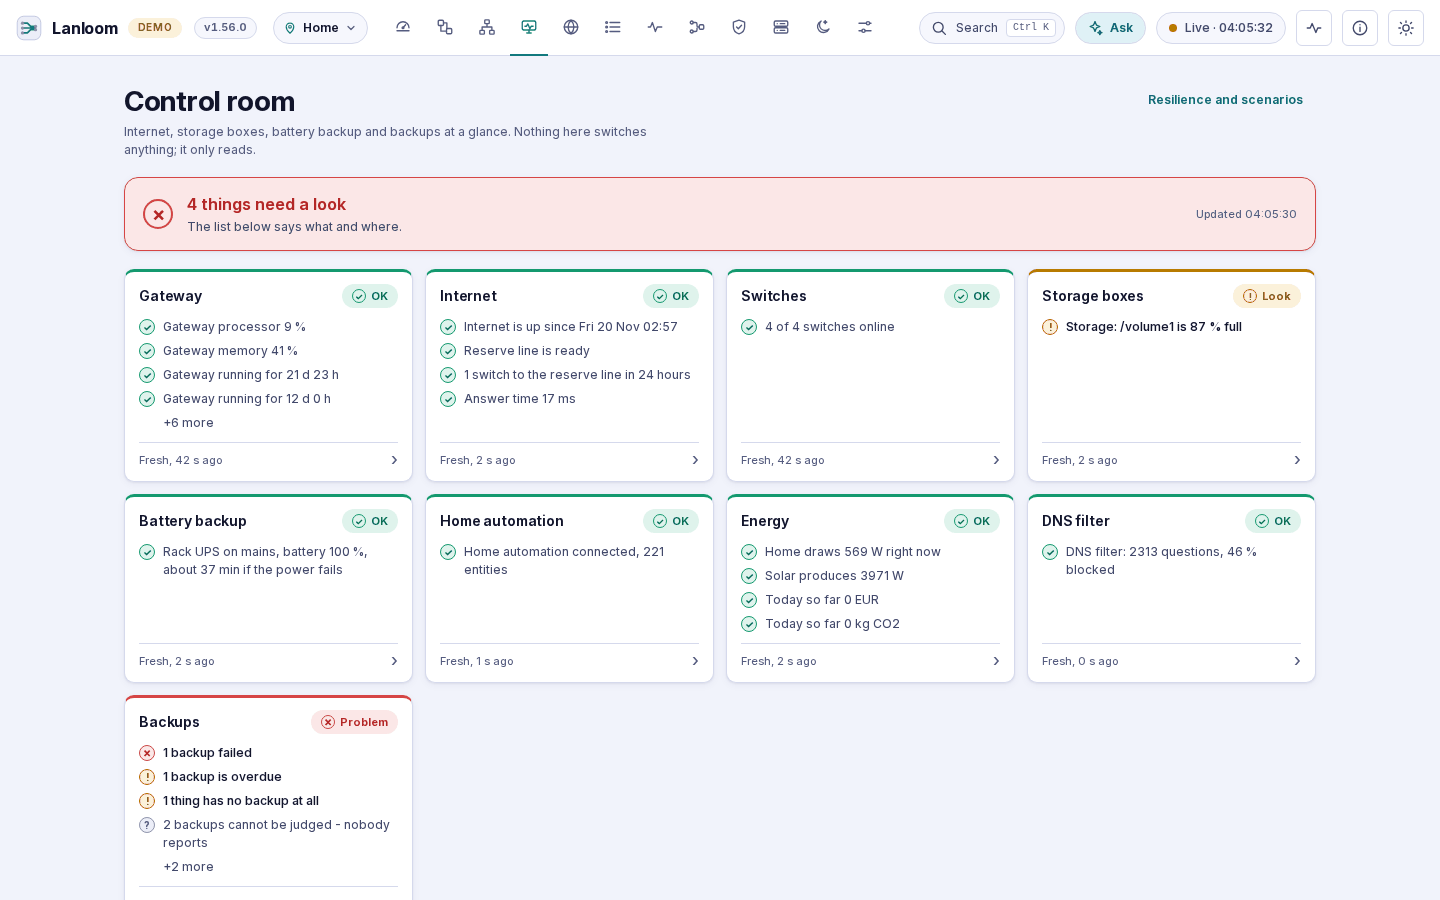 Lanloom DEMO v1.56.0 Home Search Ctrl K Ask Live · 04:05:32
Control room
Resilience and scenarios
Internet, storage boxes, battery backup and backups at a glance. Nothing here switches
anything; it only reads.
4 things need a look
The list below says what and where.
Updated 04:05:30
Gateway OK
Gateway processor 9 %
Gateway memory 41 %
Gateway running for 21 d 23 h
Gateway running for 12 d 0 h
+6 more
Fresh, 42 s ago
Internet OK
Internet is up since Fri 20 Nov 02:57
Reserve line is ready
1 switch to the reserve line in 24 hours
Answer time 17 ms
Fresh, 2 s ago
Switches OK
4 of 4 switches online
Fresh, 42 s ago
Storage boxes Look
Storage: /volume1 is 87 % full
Fresh, 2 s ago
Battery backup OK
Rack UPS on mains, battery 100 %,
about 37 min if the power fails
Fresh, 2 s ago
Home automation OK
Home automation connected, 221
entities
Fresh, 1 s ago
Energy OK
Home draws 569 W right now
Solar produces 3971 W
Today so far 0 EUR
Today so far 0 kg CO2
Fresh, 2 s ago
DNS filter OK
DNS filter: 2313 questions, 46 %
blocked
Fresh, 0 s ago
Backups Problem
1 backup failed
1 backup is overdue
1 thing has no backup at all
2 backups cannot be judged - nobody
reports
+2 more